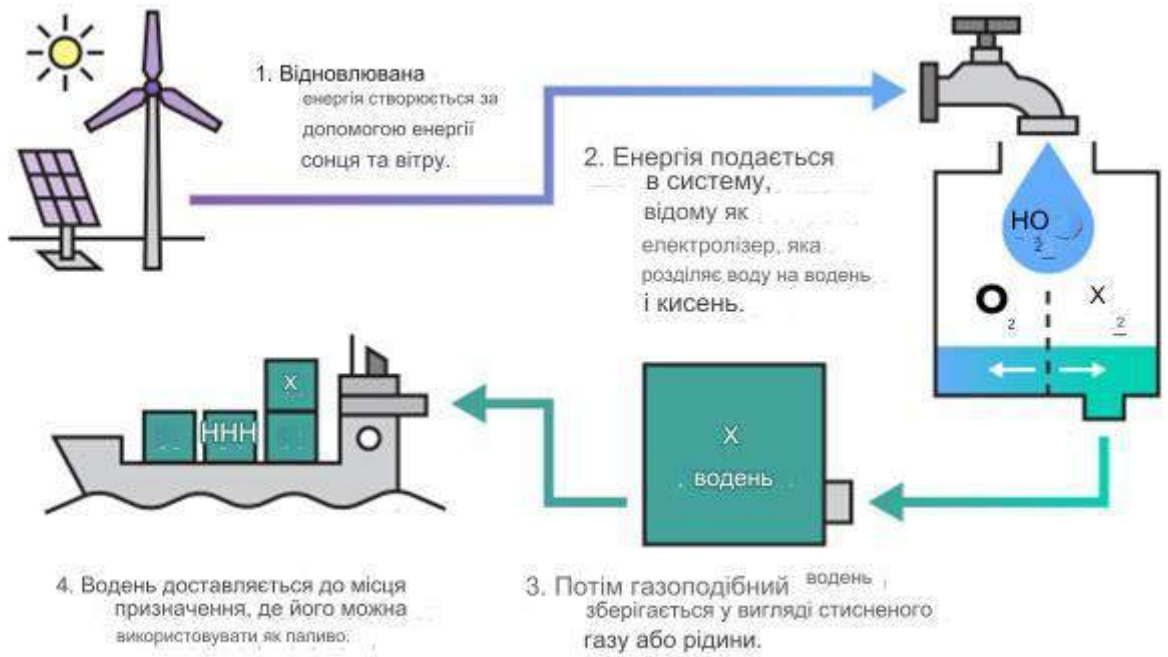 1. Відновлювана
енергія створюється за
допомогою енергії
сонця та вітру.
2. Енергія подається
в систему,
відому як
електролізер, яка
розділяє воду на водень
і кисень.
HO
2
O
2
X
2
X
HHH
X
водень
4. Водень доставляється до місця
призначення, де його можна
використовувати як паливо.
3. Потім газоподібний водень
зберігається у вигляді стисненого
газу або рідини.